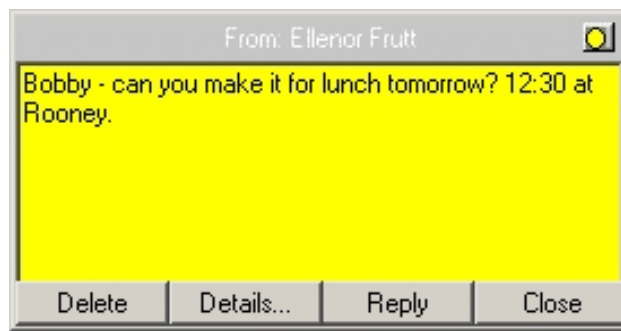 From: Ellenor Frutt
Bobby - can you make it for lunch tomorrow? 12:30 at
Rooney.
Delete Details... Reply Close